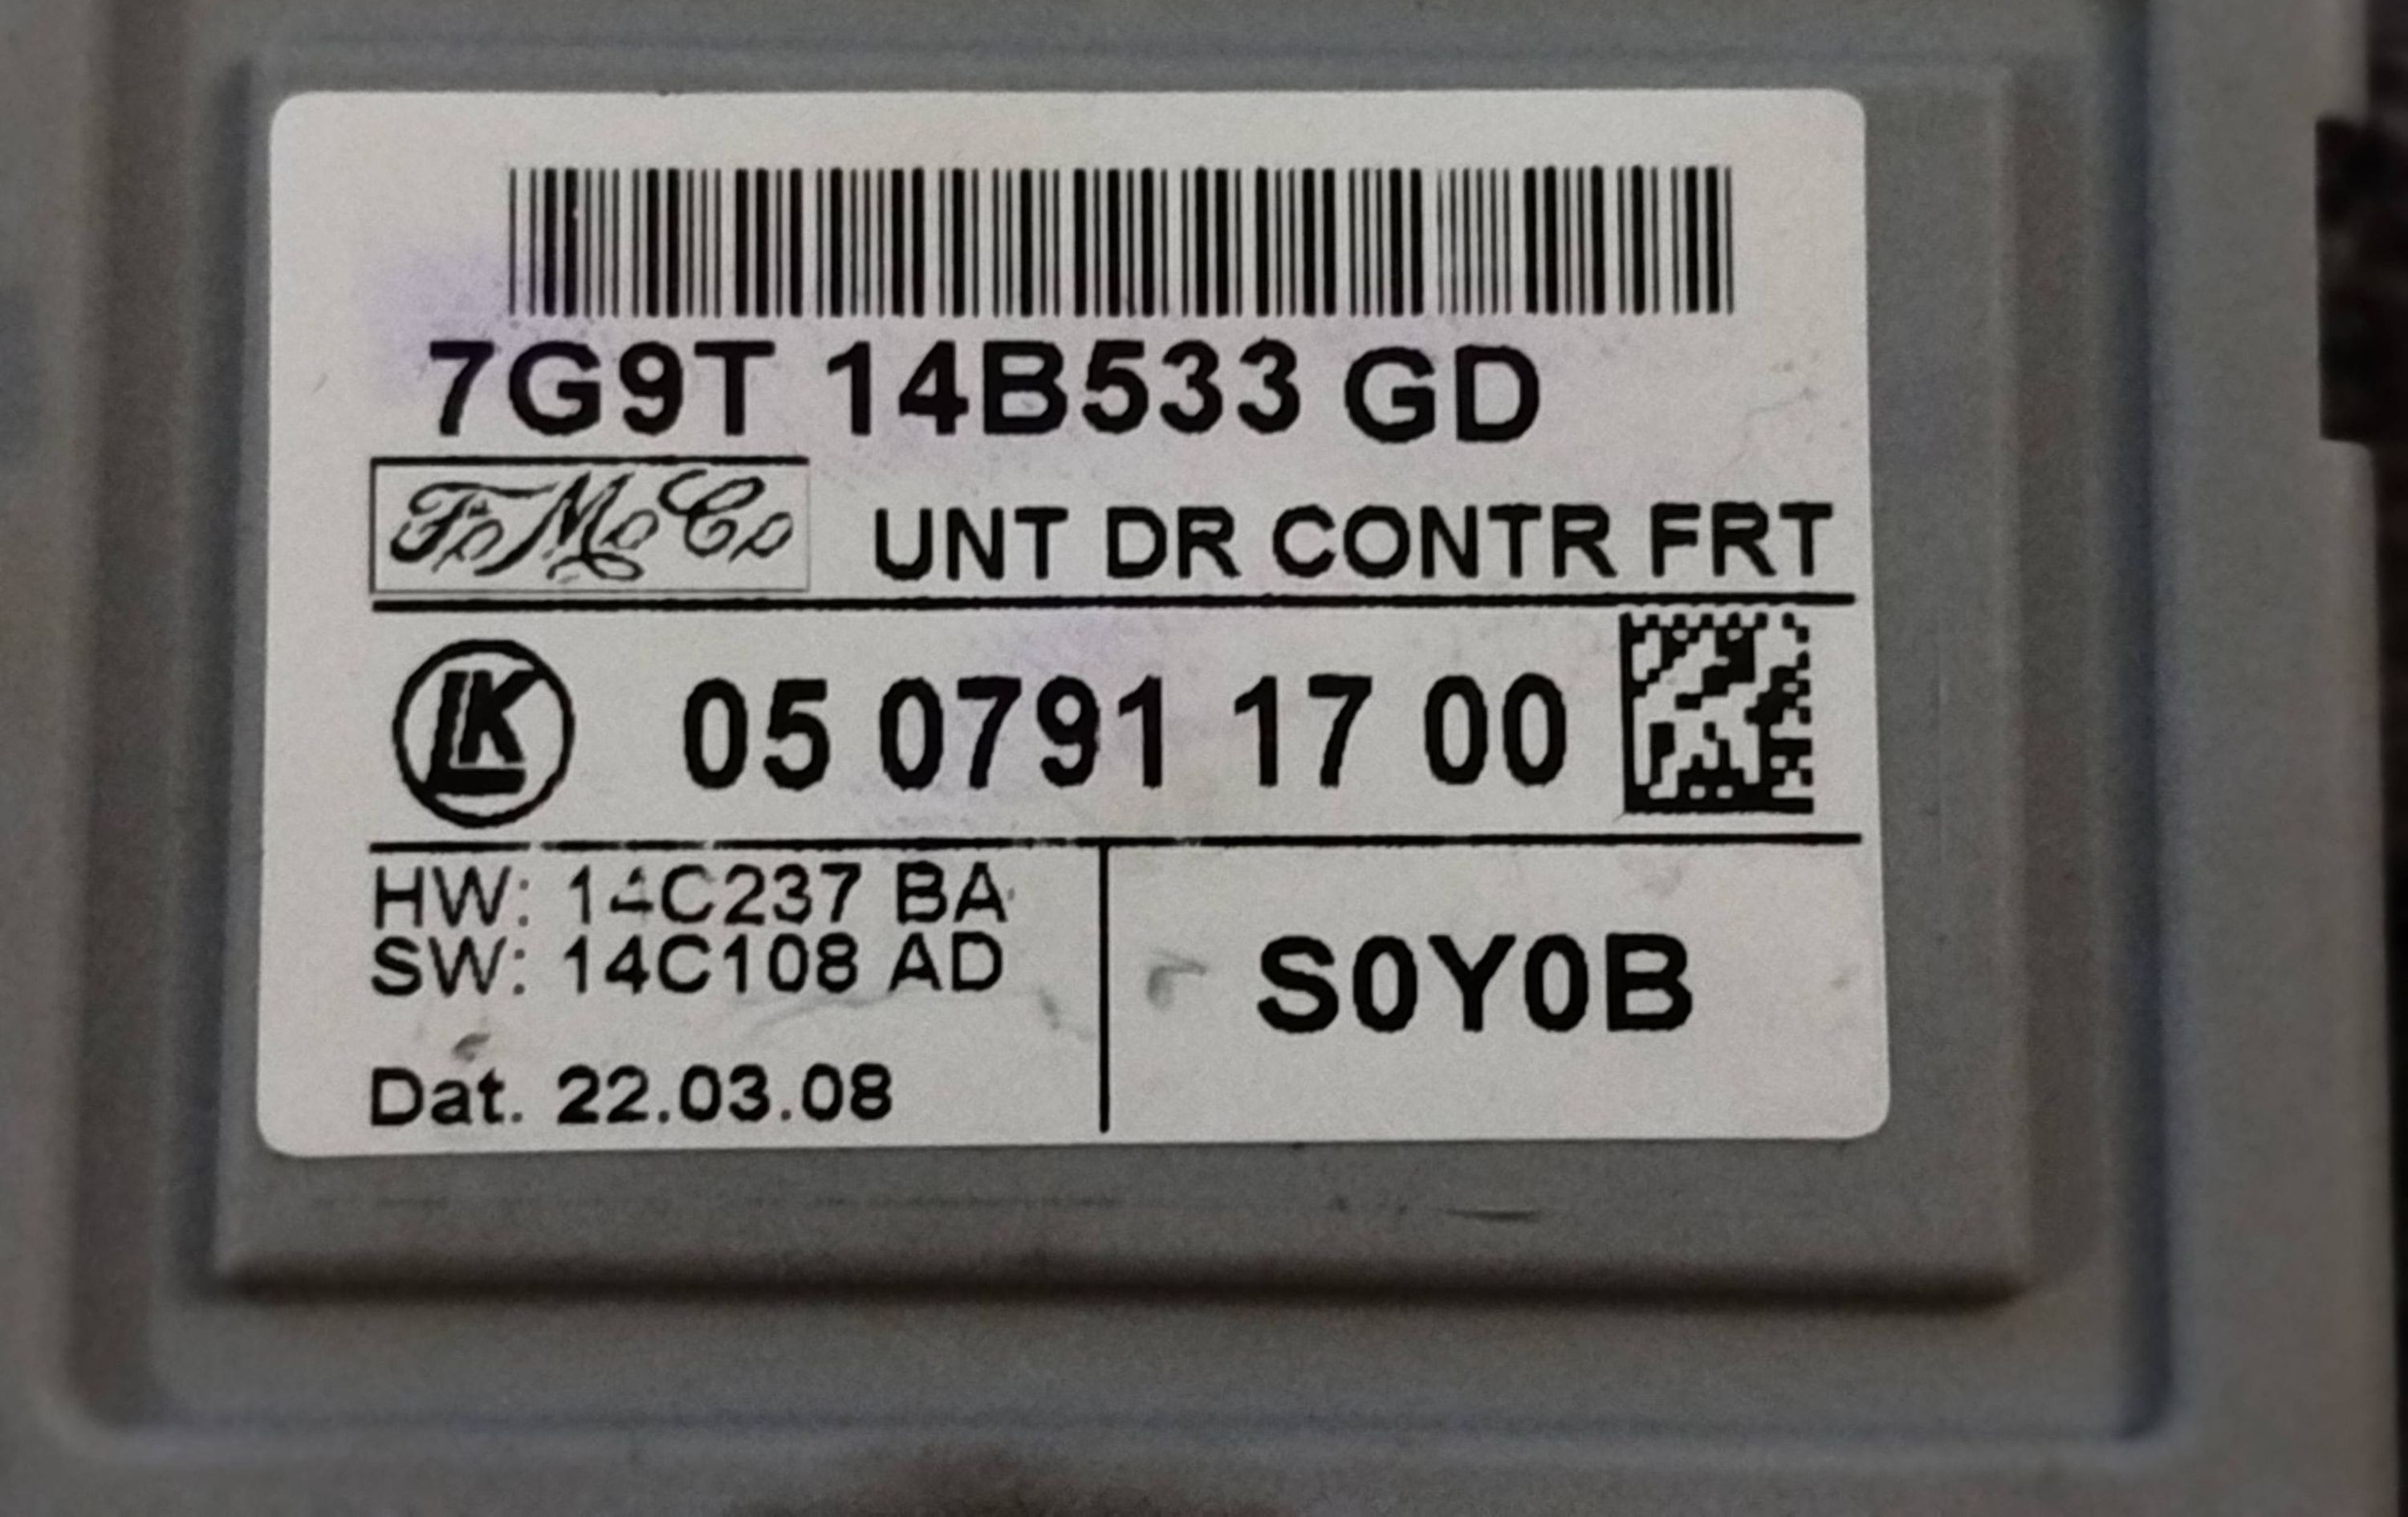 7G9T 14B533 GD
FoMoCo UNT DR CONTR FRT
LK 05 0791 17 00
HW: 14C237 BA
SW: 14C108 AD
S0Y0B
Dat. 22.03.08